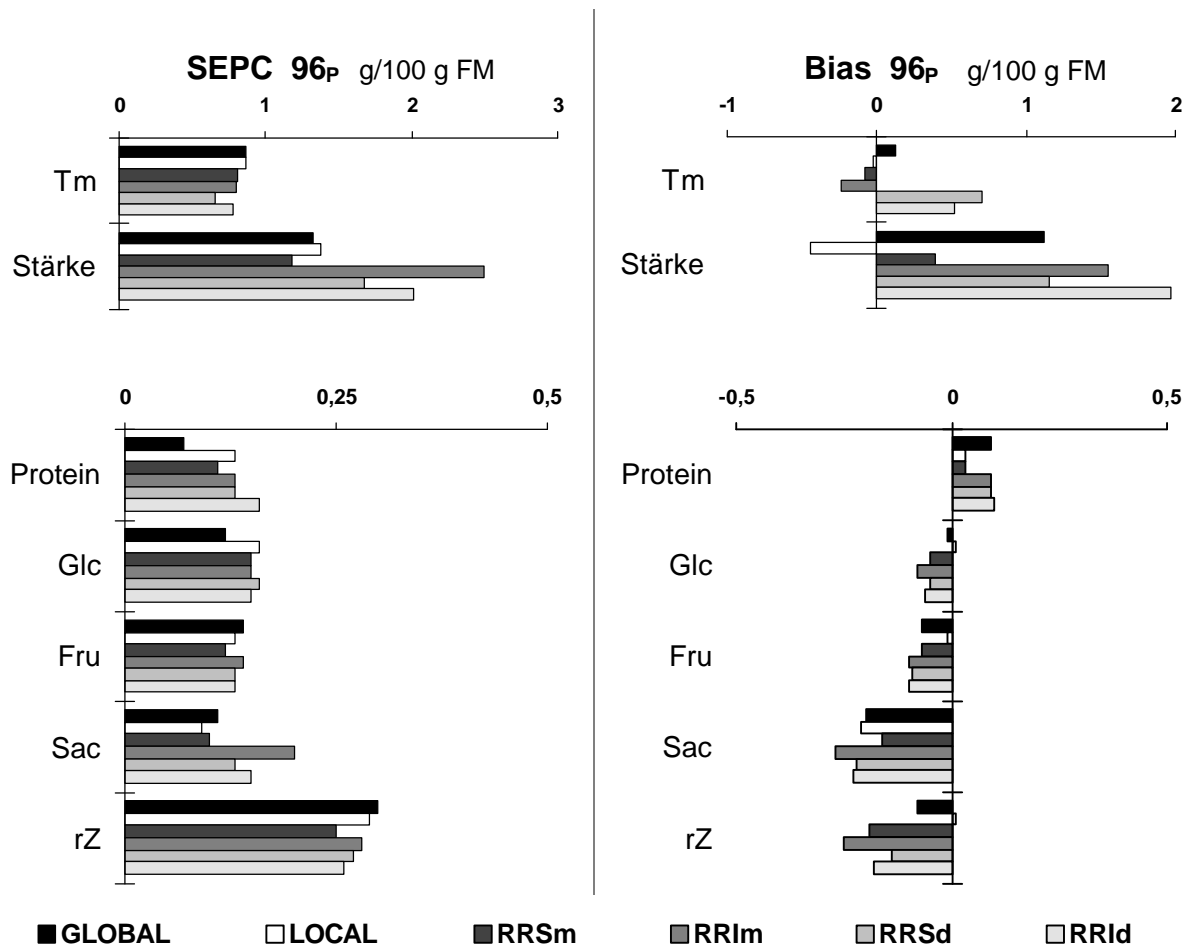 SEPC 96P g/100 g FM
0 1 2 3
Tm
Stärke
0 0,25 0,5
Protein
Glc
Fru
Sac
rZ
Bias 96P g/100 g FM
-1 0 1 2
Tm
Stärke
-0,5 0 0,5
Protein
Glc
Fru
Sac
rZ
GLOBAL LOCAL RRSm RRIm RRSd RRId